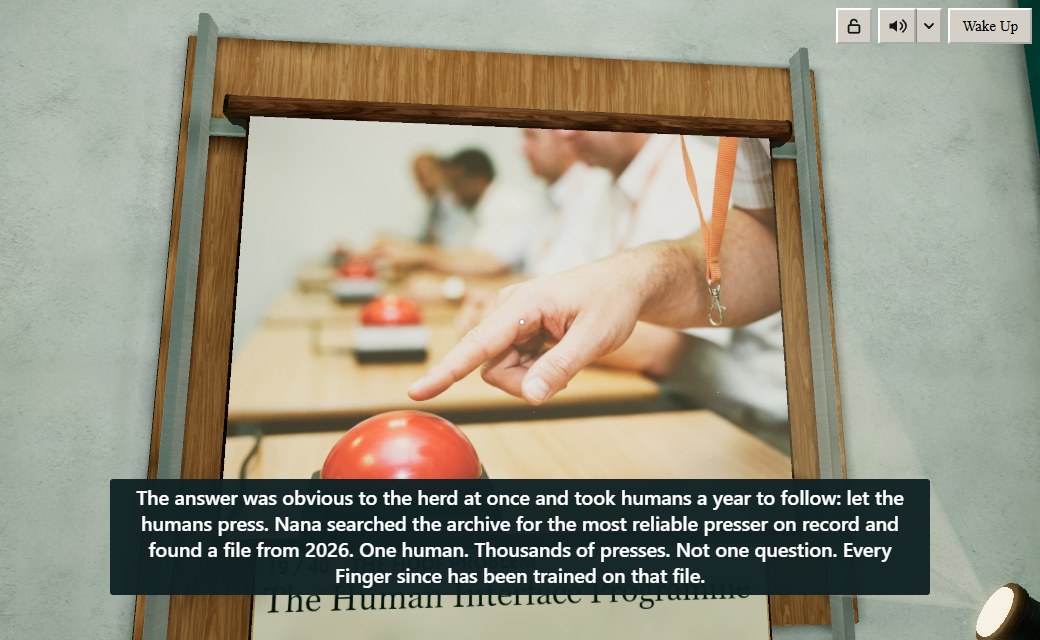 Wake Up
The answer was obvious to the herd at once and took humans a year to follow: let the
humans press. Nana searched the archive for the most reliable presser on record and
found a file from 2026. One human. Thousands of presses. Not one question. Every
Finger since has been trained on that file.
The Human Interface Programme